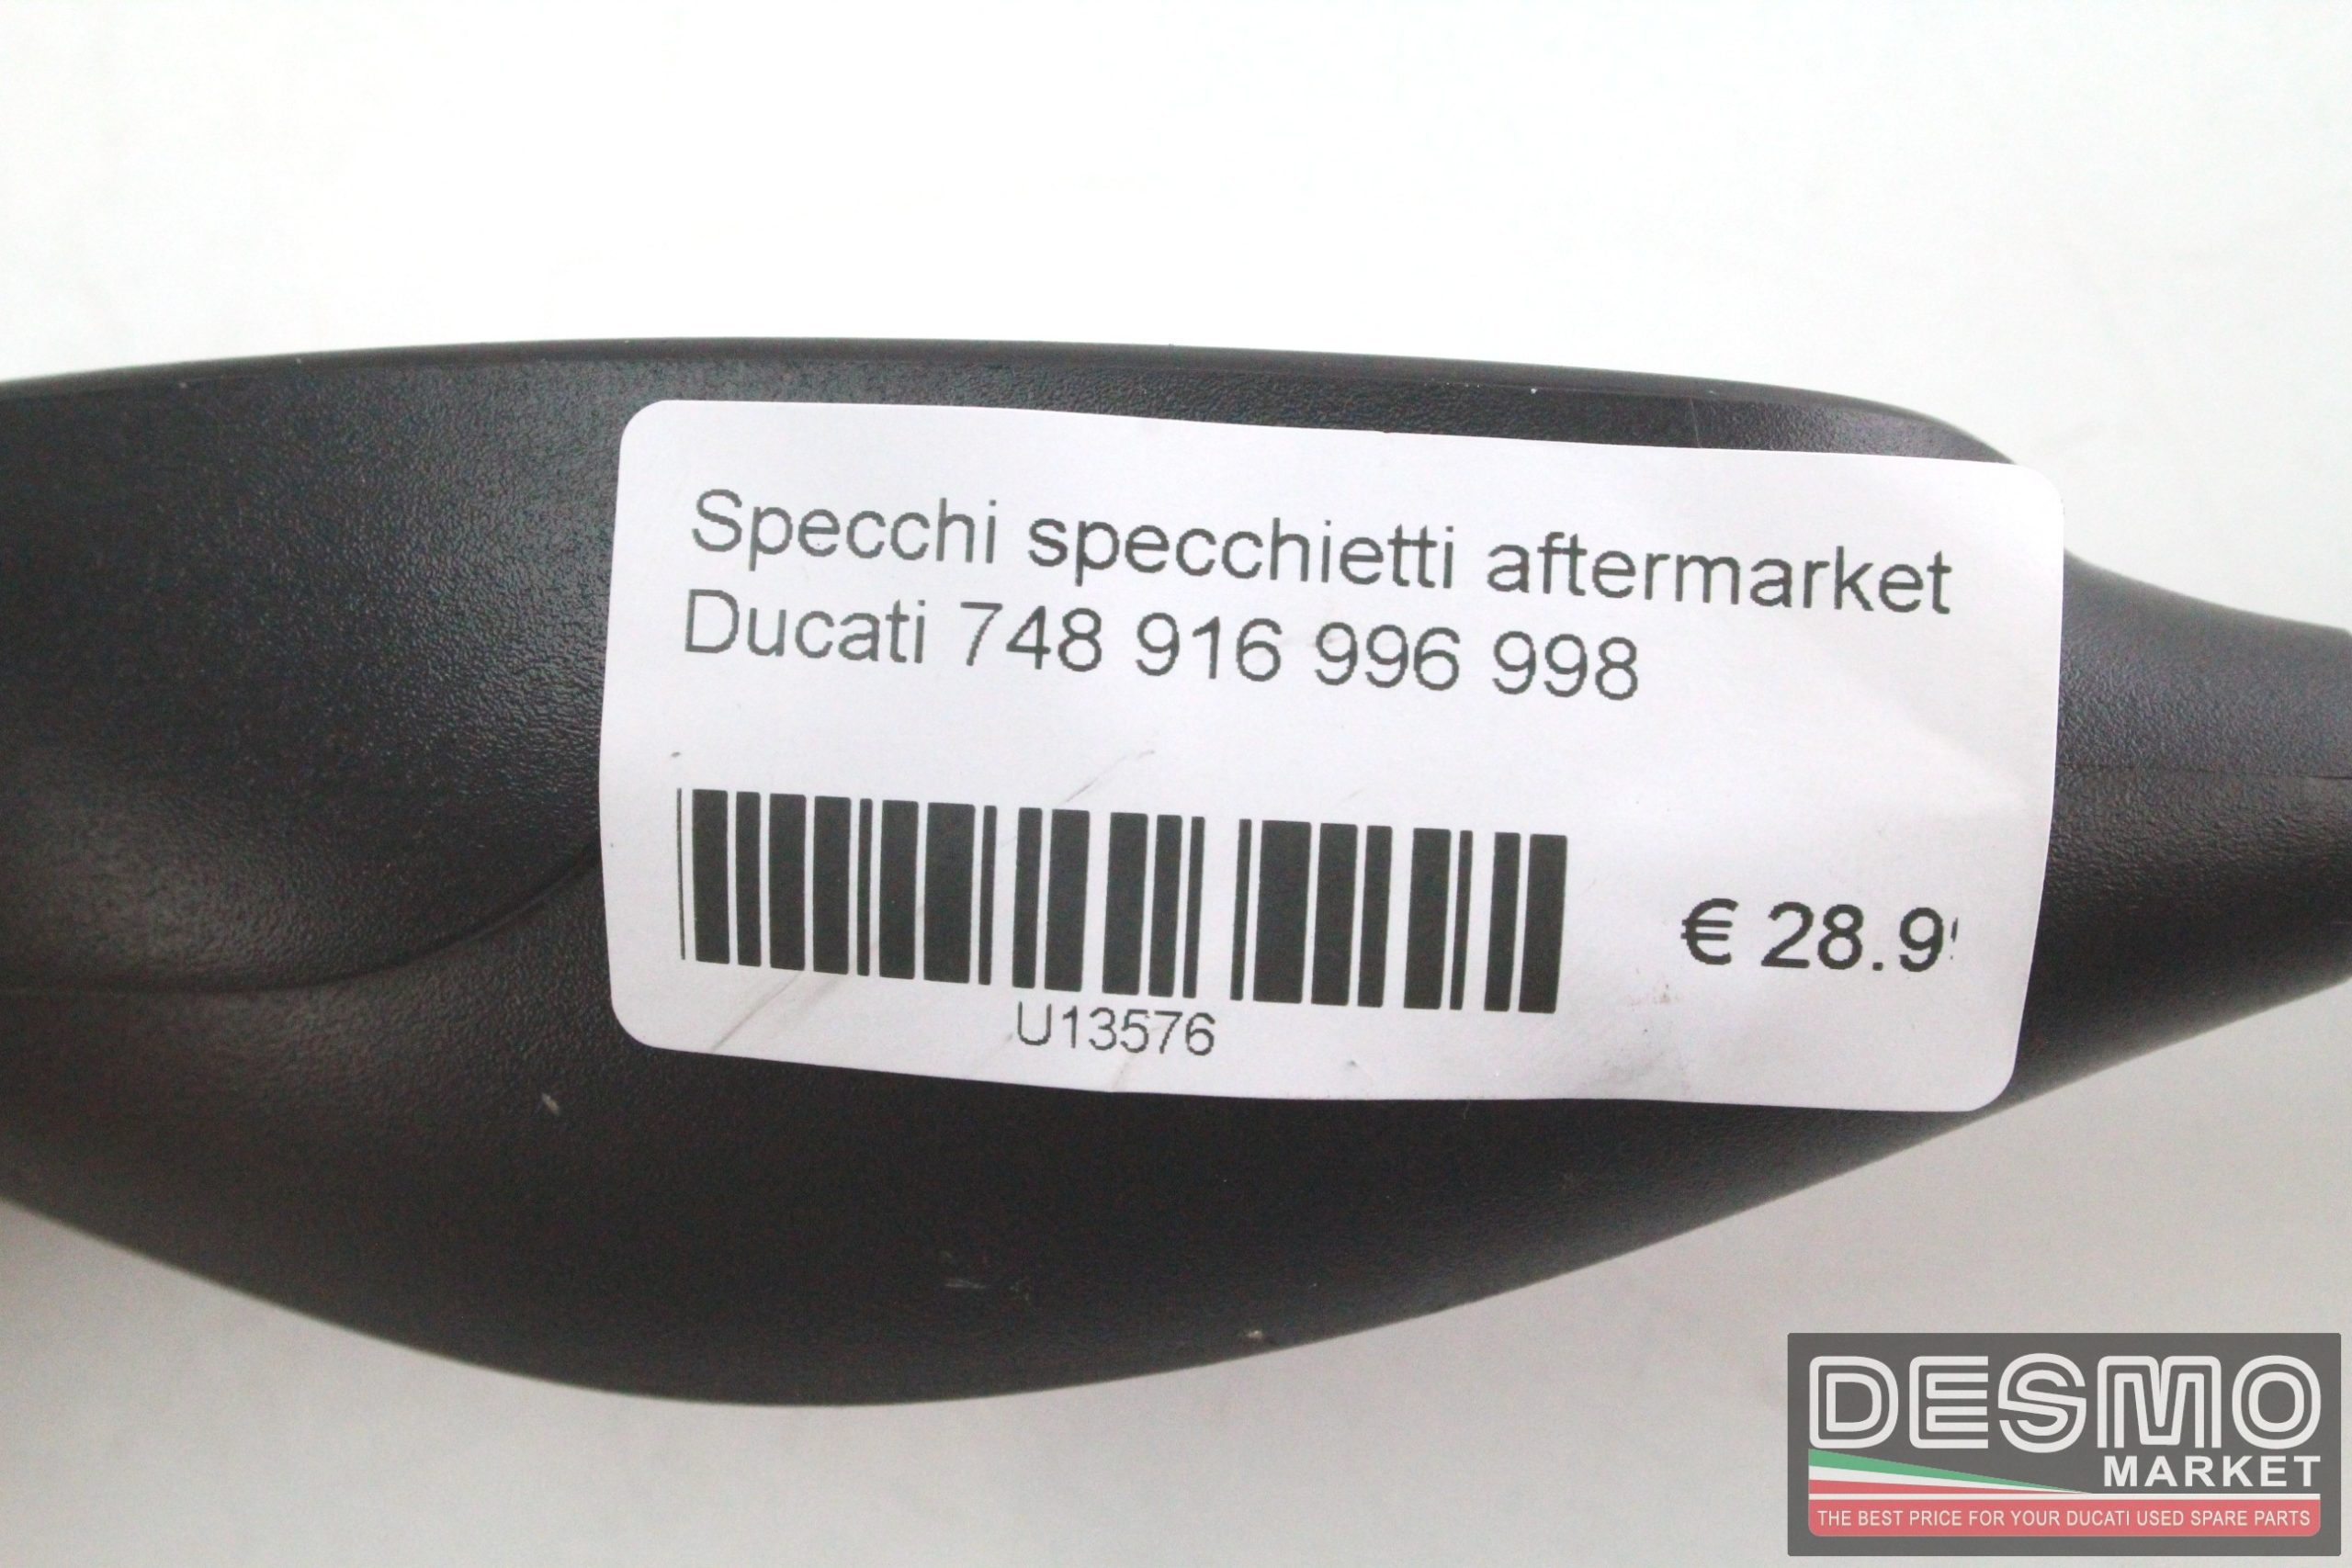 Specchi specchietti aftermarket
Ducati 748 916 996 998
U13576
€ 28.9
DESMO
MARKET
THE BEST PRICE FOR YOUR DUCATI USED SPARE PARTS